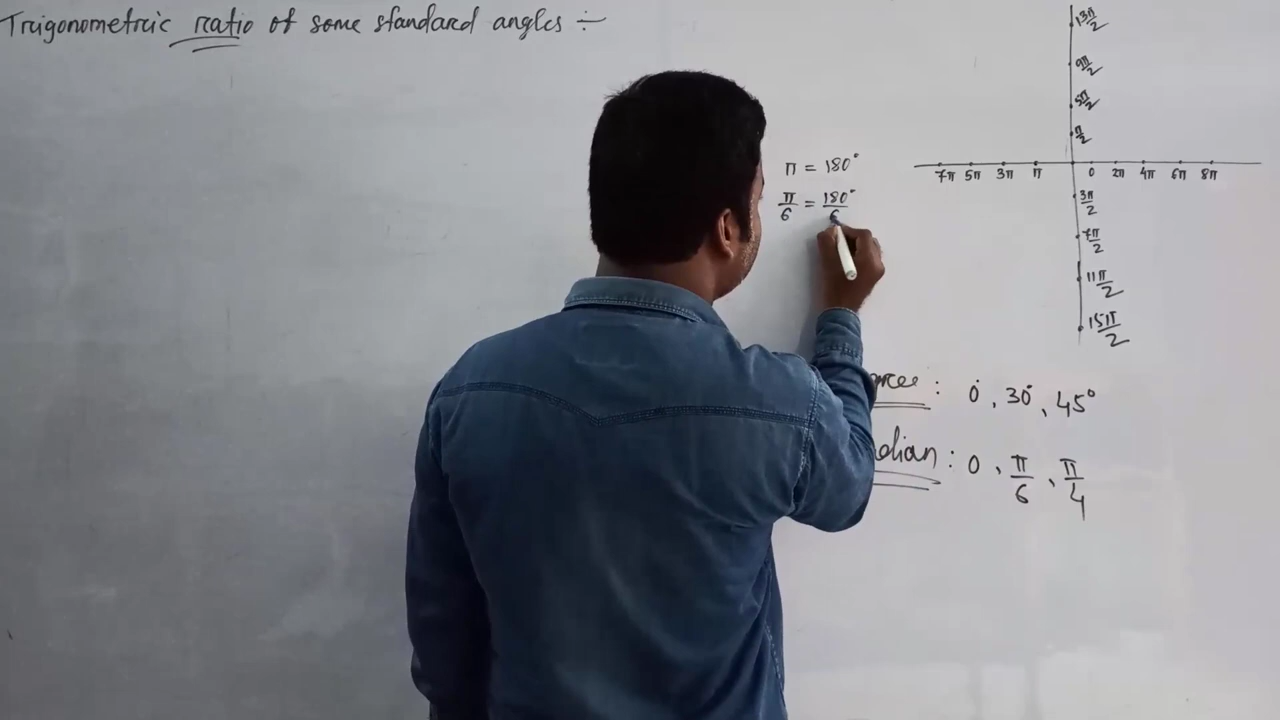 Trigonometric ratio of some standard angles ÷
π = 180°
π/6 = 180°/6
13π/2
9π/2
5π/2
π/2
7π 5π 3π π 0 2π 4π 6π 8π
3π/2
7π/2
11π/2
15π/2
: 0°, 30°, 45°
dian : 0, π/6, π/4